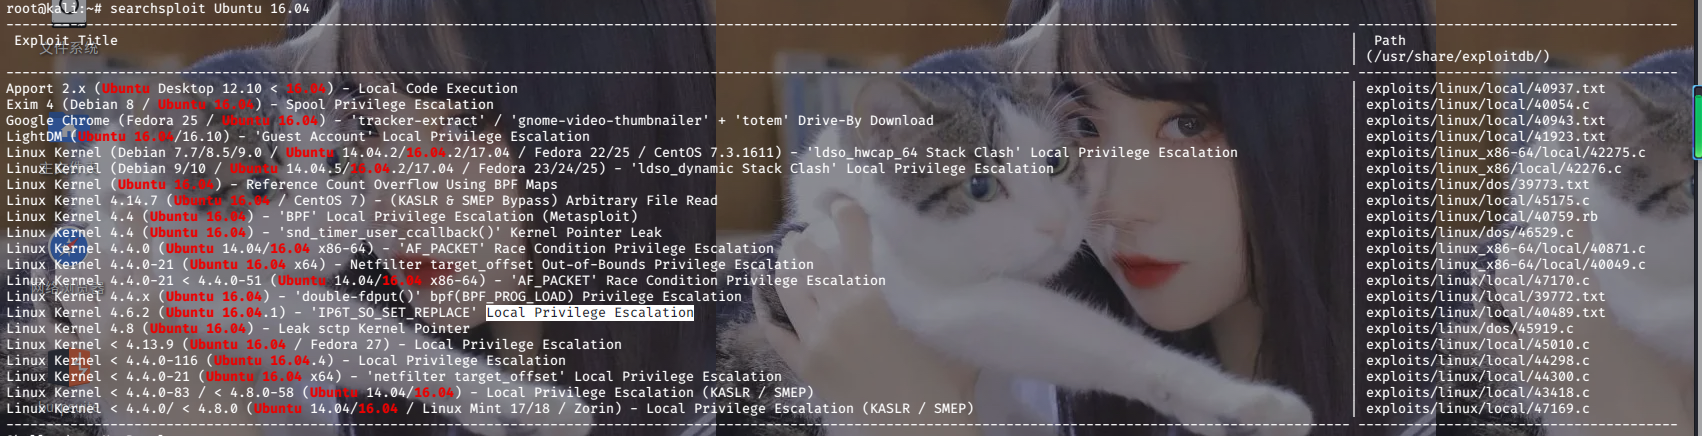 root@kali:~# searchsploit Ubuntu 16.04
Exploit Title | Path
文件系统 | (/usr/share/exploitdb/)
Apport 2.x (Ubuntu Desktop 12.10 < 16.04) - Local Code Execution | exploits/linux/local/40937.txt
Exim 4 (Debian 8 / Ubuntu 16.04) - Spool Privilege Escalation | exploits/linux/local/40054.c
Google Chrome (Fedora 25 / Ubuntu 16.04) - 'tracker-extract' / 'gnome-video-thumbnailer' + 'totem' Drive-By Download | exploits/linux/local/40943.txt
LightDM (Ubuntu 16.04/16.10) - 'Guest Account' Local Privilege Escalation | exploits/linux/local/41923.txt
Linux Kernel (Debian 7.7/8.5/9.0 / Ubuntu 14.04.2/16.04.2/17.04 / Fedora 22/25 / CentOS 7.3.1611) - 'ldso_hwcap_64 Stack Clash' Local Privilege Escalation | exploits/linux_x86-64/local/42275.c
Linux Kernel (Debian 9/10 / Ubuntu 14.04.5/16.04.2/17.04 / Fedora 23/24/25) - 'ldso_dynamic Stack Clash' Local Privilege Escalation | exploits/linux_x86/local/42276.c
Linux Kernel (Ubuntu 16.04) - Reference Count Overflow Using BPF Maps | exploits/linux/dos/39773.txt
Linux Kernel 4.14.7 (Ubuntu 16.04 / CentOS 7) - (KASLR & SMEP Bypass) Arbitrary File Read | exploits/linux/local/45175.c
Linux Kernel 4.4 (Ubuntu 16.04) - 'BPF' Local Privilege Escalation (Metasploit) | exploits/linux/local/40759.rb
Linux Kernel 4.4 (Ubuntu 16.04) - 'snd_timer_user_ccallback()' Kernel Pointer Leak | exploits/linux/dos/46529.c
Linux Kernel 4.4.0 (Ubuntu 14.04/16.04 x86-64) - 'AF_PACKET' Race Condition Privilege Escalation | exploits/linux_x86-64/local/40871.c
Linux Kernel 4.4.0-21 (Ubuntu 16.04 x64) - Netfilter target_offset Out-of-Bounds Privilege Escalation | exploits/linux_x86-64/local/40049.c
Linux Kernel 4.4.0-21 < 4.4.0-51 (Ubuntu 14.04/16.04 x86-64) - 'AF_PACKET' Race Condition Privilege Escalation | exploits/linux/local/47170.c
Linux Kernel 4.4.x (Ubuntu 16.04) - 'double-fdput()' bpf(BPF_PROG_LOAD) Privilege Escalation | exploits/linux/local/39772.txt
Linux Kernel 4.6.2 (Ubuntu 16.04.1) - 'IP6T_SO_SET_REPLACE' Local Privilege Escalation | exploits/linux/local/40489.txt
Linux Kernel 4.8 (Ubuntu 16.04) - Leak sctp Kernel Pointer | exploits/linux/dos/45919.c
Linux Kernel < 4.13.9 (Ubuntu 16.04 / Fedora 27) - Local Privilege Escalation | exploits/linux/local/45010.c
Linux Kernel < 4.4.0-116 (Ubuntu 16.04.4) - Local Privilege Escalation | exploits/linux/local/44298.c
Linux Kernel < 4.4.0-21 (Ubuntu 16.04 x64) - 'netfilter target_offset' Local Privilege Escalation | exploits/linux/local/44300.c
Linux Kernel < 4.4.0-83 / < 4.8.0-58 (Ubuntu 14.04/16.04) - Local Privilege Escalation (KASLR / SMEP) | exploits/linux/local/43418.c
Linux Kernel < 4.4.0/ < 4.8.0 (Ubuntu 14.04/16.04 / Linux Mint 17/18 / Zorin) - Local Privilege Escalation (KASLR / SMEP) | exploits/linux/local/47169.c